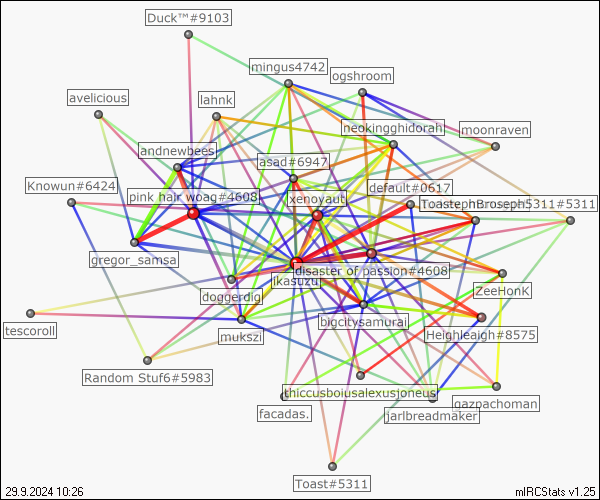 Duck™#9103
mingus4742
ogshroom
avelicious
lahnk
neokingghidorah
moonraven
andnewbees
asad#6947
Knowun#6424
pink hair woag#4608
xenoyaut
default#0617
5311#5311
gregor_samsa
disaster of passion#4608
ikasuzu
doggerdig
ZeeHonK
bigcitysamurai
tescoroll
mukszi
Heighleaigh#8575
Random Stuf6#5983
thiccusboiusalexusjoneus
gazpachoman
facadas.
jarlbreadmaker
Toast#5311
29.9.2024 10:26
mIRCStats v1.25